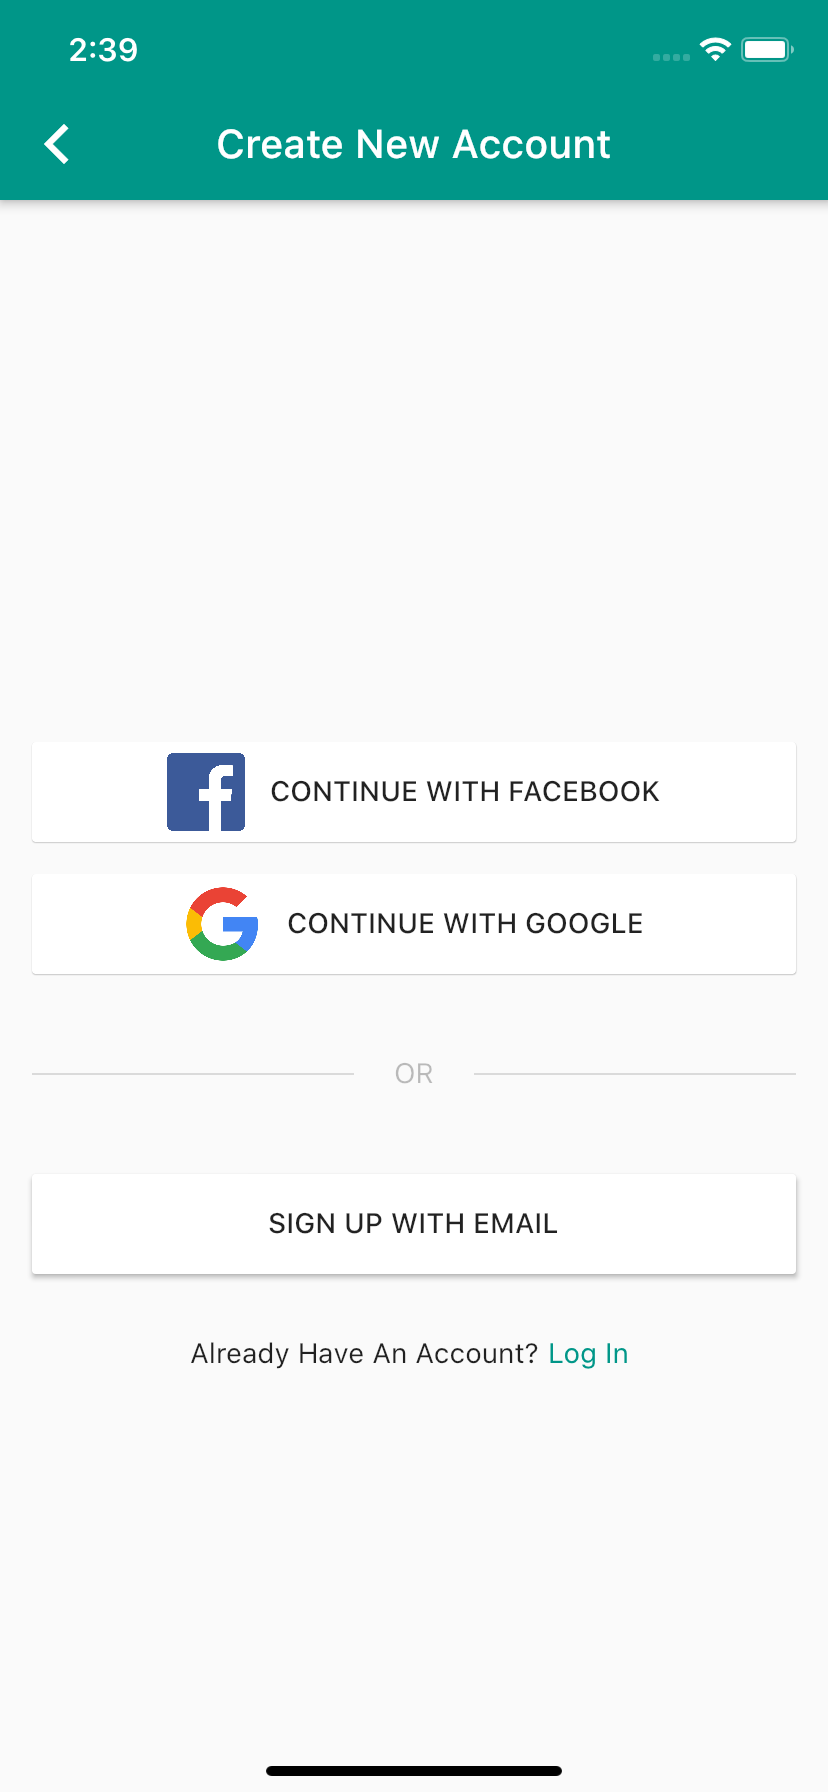 2:39
Create New Account
CONTINUE WITH FACEBOOK
CONTINUE WITH GOOGLE
OR
SIGN UP WITH EMAIL
Already Have An Account? Log In